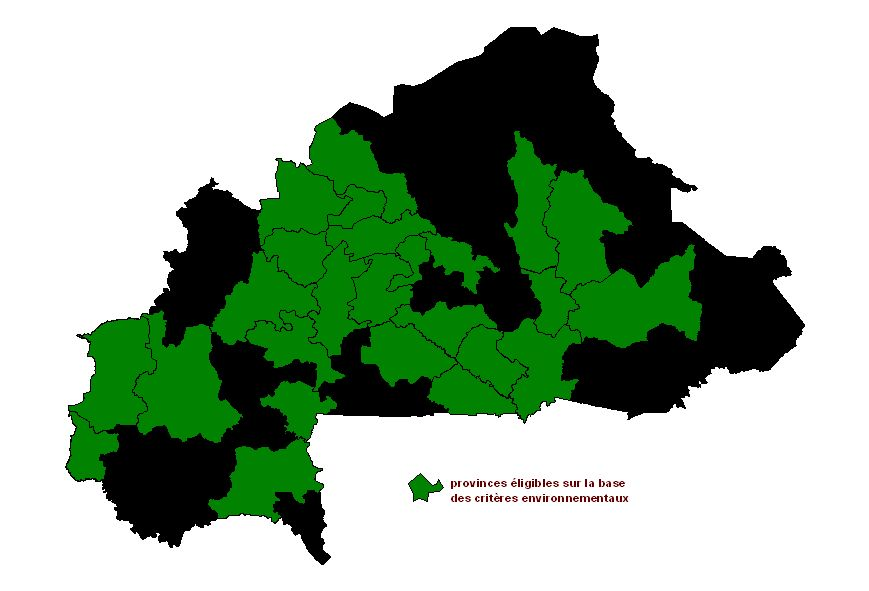 provinces éligibles sur la base
des critères environnementaux